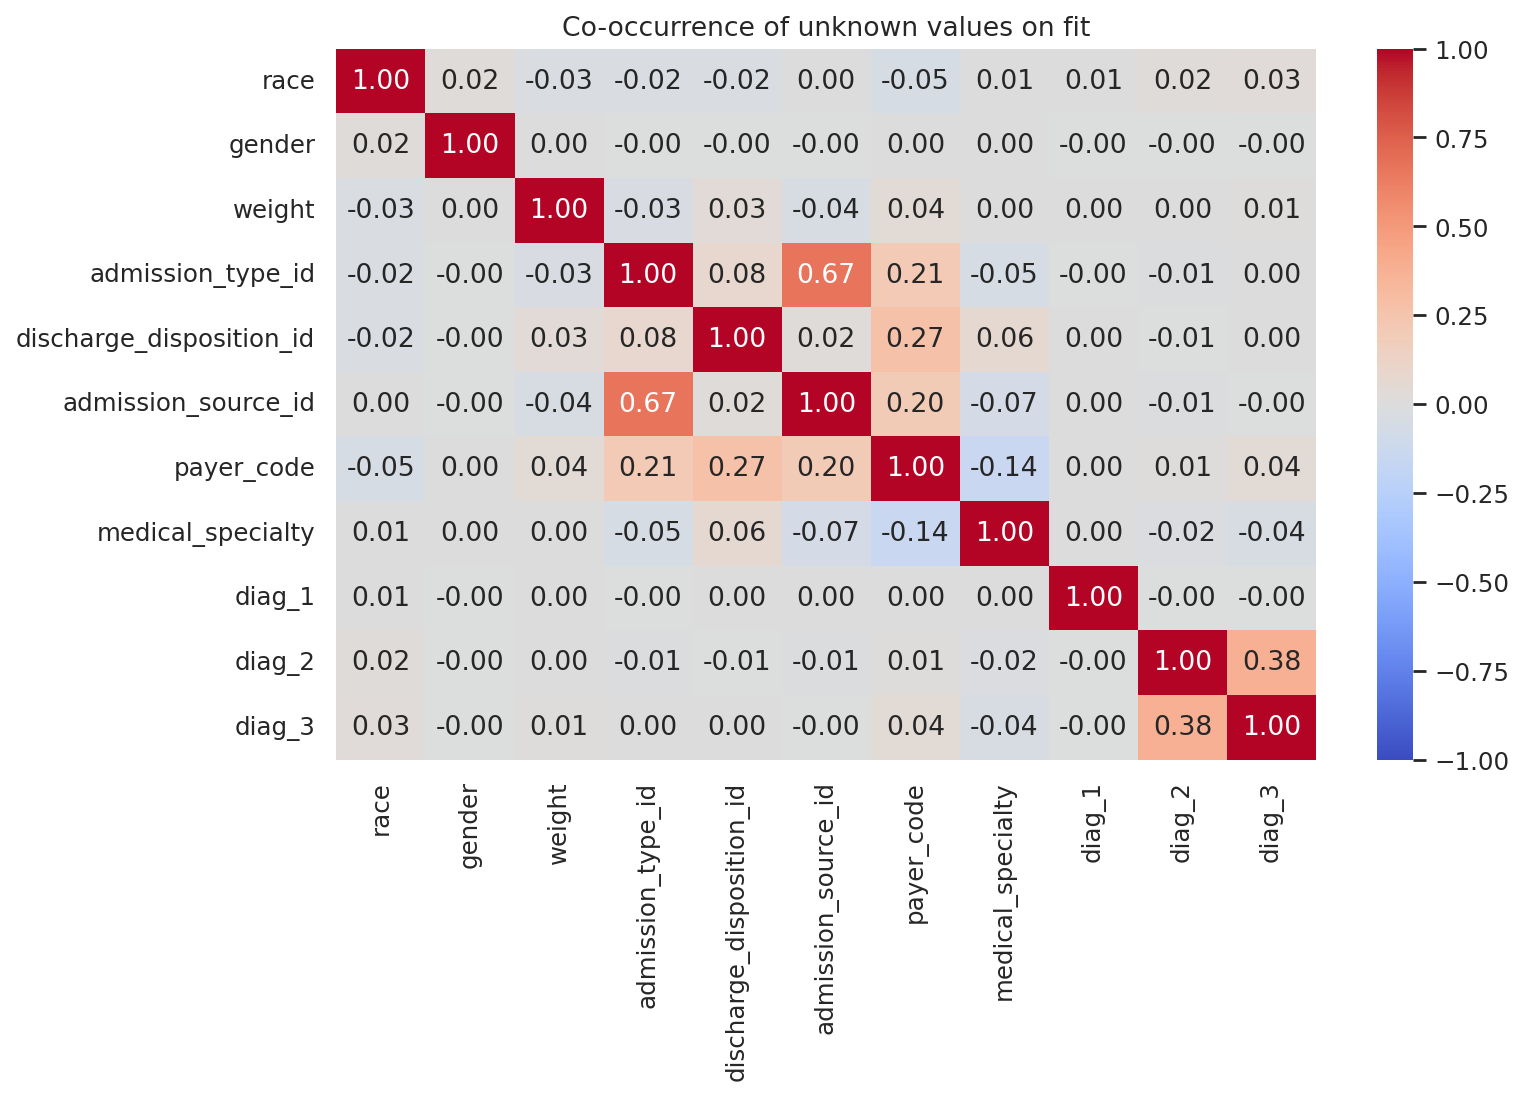 Co-occurrence of unknown values on fit
race 1.00 0.02 -0.03 -0.02 -0.02 0.00 -0.05 0.01 0.01 0.02 0.03
gender 0.02 1.00 0.00 -0.00 -0.00 -0.00 0.00 0.00 -0.00 -0.00 -0.00
weight -0.03 0.00 1.00 -0.03 0.03 -0.04 0.04 0.00 0.00 0.00 0.01
admission_type_id -0.02 -0.00 -0.03 1.00 0.08 0.67 0.21 -0.05 -0.00 -0.01 0.00
discharge_disposition_id -0.02 -0.00 0.03 0.08 1.00 0.02 0.27 0.06 0.00 -0.01 0.00
admission_source_id 0.00 -0.00 -0.04 0.67 0.02 1.00 0.20 -0.07 0.00 -0.01 -0.00
payer_code -0.05 0.00 0.04 0.21 0.27 0.20 1.00 -0.14 0.00 0.01 0.04
medical_specialty 0.01 0.00 0.00 -0.05 0.06 -0.07 -0.14 1.00 0.00 -0.02 -0.04
diag_1 0.01 -0.00 0.00 -0.00 0.00 0.00 0.00 0.00 1.00 -0.00 -0.00
diag_2 0.02 -0.00 0.00 -0.01 -0.01 -0.01 0.01 -0.02 -0.00 1.00 0.38
diag_3 0.03 -0.00 0.01 0.00 0.00 -0.00 0.04 -0.04 -0.00 0.38 1.00
race
gender
weight
admission_type_id
discharge_disposition_id
admission_source_id
payer_code
medical_specialty
diag_1
diag_2
diag_3
1.00
0.75
0.50
0.25
0.00
−0.25
−0.50
−0.75
−1.00